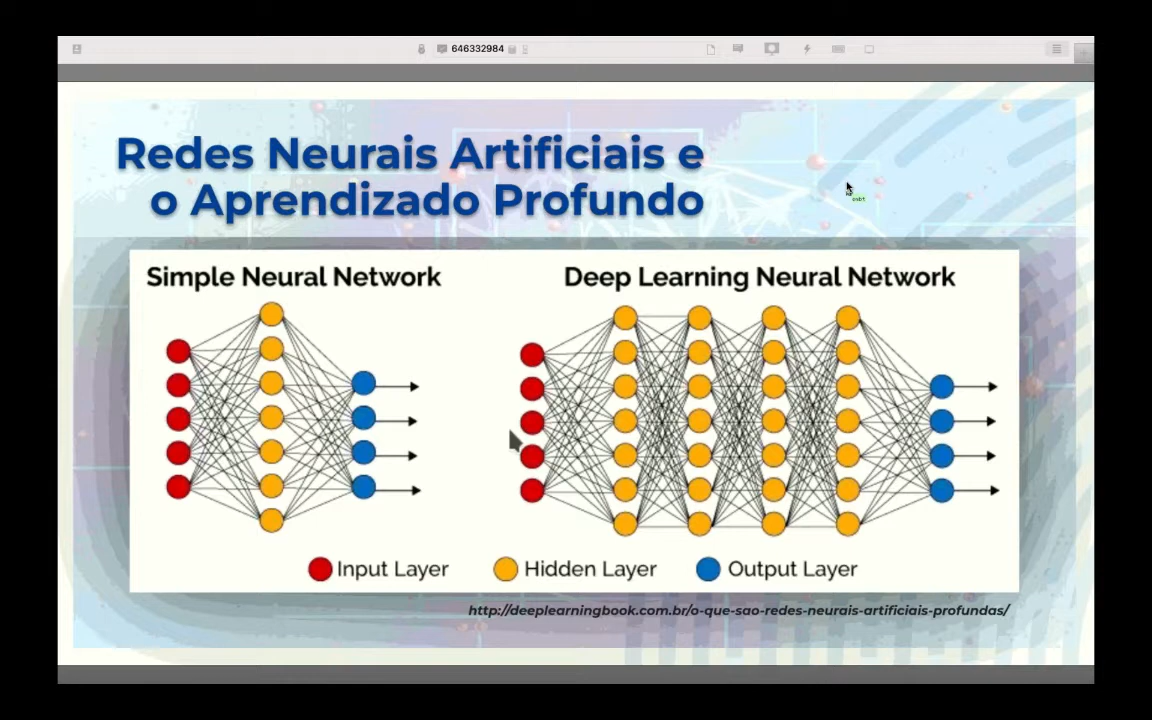 646332984
Redes Neurais Artificiais e
o Aprendizado Profundo
Simple Neural Network
Deep Learning Neural Network
Input Layer
Hidden Layer
Output Layer
http://deeplearningbook.com.br/o-que-sao-redes-neurais-artificiais-profundas/